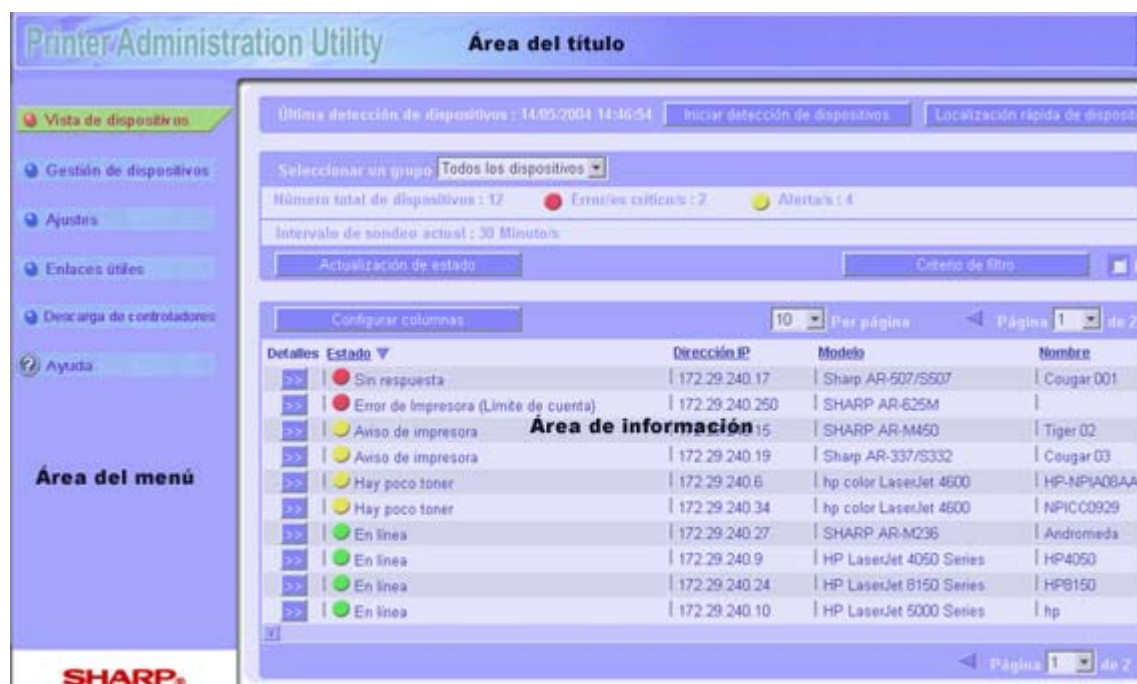 Printer Administration Utility
Área del título
Vista de dispositivos
Gestión de dispositivos
Ajustes
Enlaces útiles
Descarga de controladores
Ayuda
Área del menú
SHARP
Última detección de dispositivos : 14/05/2004 14:46:54 Iniciar detección de dispositivos Localización rápida de disposit
Seleccionar un grupo Todos los dispositivos
Número total de dispositivos : 12 Error/es crítico/s : 2 Alerta/s : 4
Intervalo de sondeo actual : 30 Minuto/s
Actualización de estado Criterio de filtro
Configurar columnas 10 Por página Página 1 de 2
Detalles Estado Dirección IP Modelo Nombre
>> Sin respuesta 172.29.240.17 Sharp AR-507/S507 Cougar 001
>> Error de Impresora (Límite de cuenta) 172.29.240.250 SHARP AR-625M
Área de información
>> Aviso de impresora 15 SHARP AR-M450 Tiger 02
>> Aviso de impresora 172.29.240.19 Sharp AR-337/S332 Cougar 03
>> Hay poco toner 172.29.240.6 hp color LaserJet 4600 HP-NPIA08AA
>> Hay poco toner 172.29.240.34 hp color LaserJet 4600 NPICC0929
>> En línea 172.29.240.27 SHARP AR-M236 Andromeda
>> En línea 172.29.240.9 HP LaserJet 4050 Series HP4050
>> En línea 172.29.240.24 HP LaserJet 8150 Series HP8150
>> En línea 172.29.240.10 HP LaserJet 5000 Series hp
Página 1 de 2